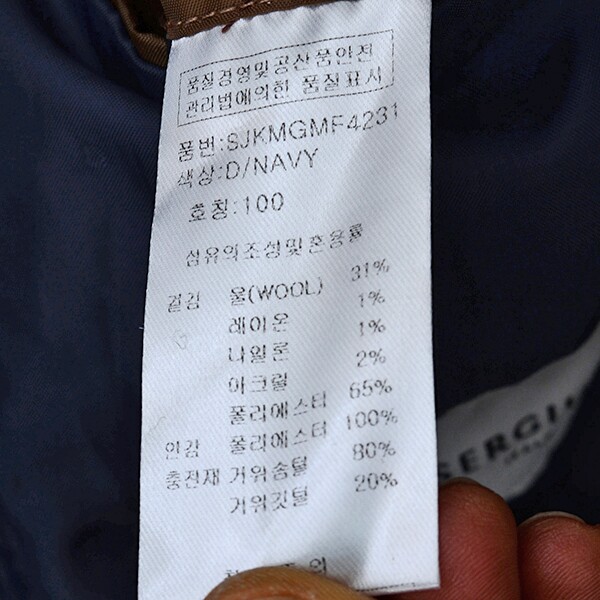 품질경영및공산품안전
관리법에의한 품질표시
품번:SJKMGMF4231
색상:D/NAVY
호칭:100
섬유의조성및혼용률
겉감 울(WOOL) 31%
레이온 1%
나일론 1%
아크릴 2%
폴리에스터 65%
안감 폴리에스터 100%
충전재 거위솜털 80%
거위깃털 20%
SERGI